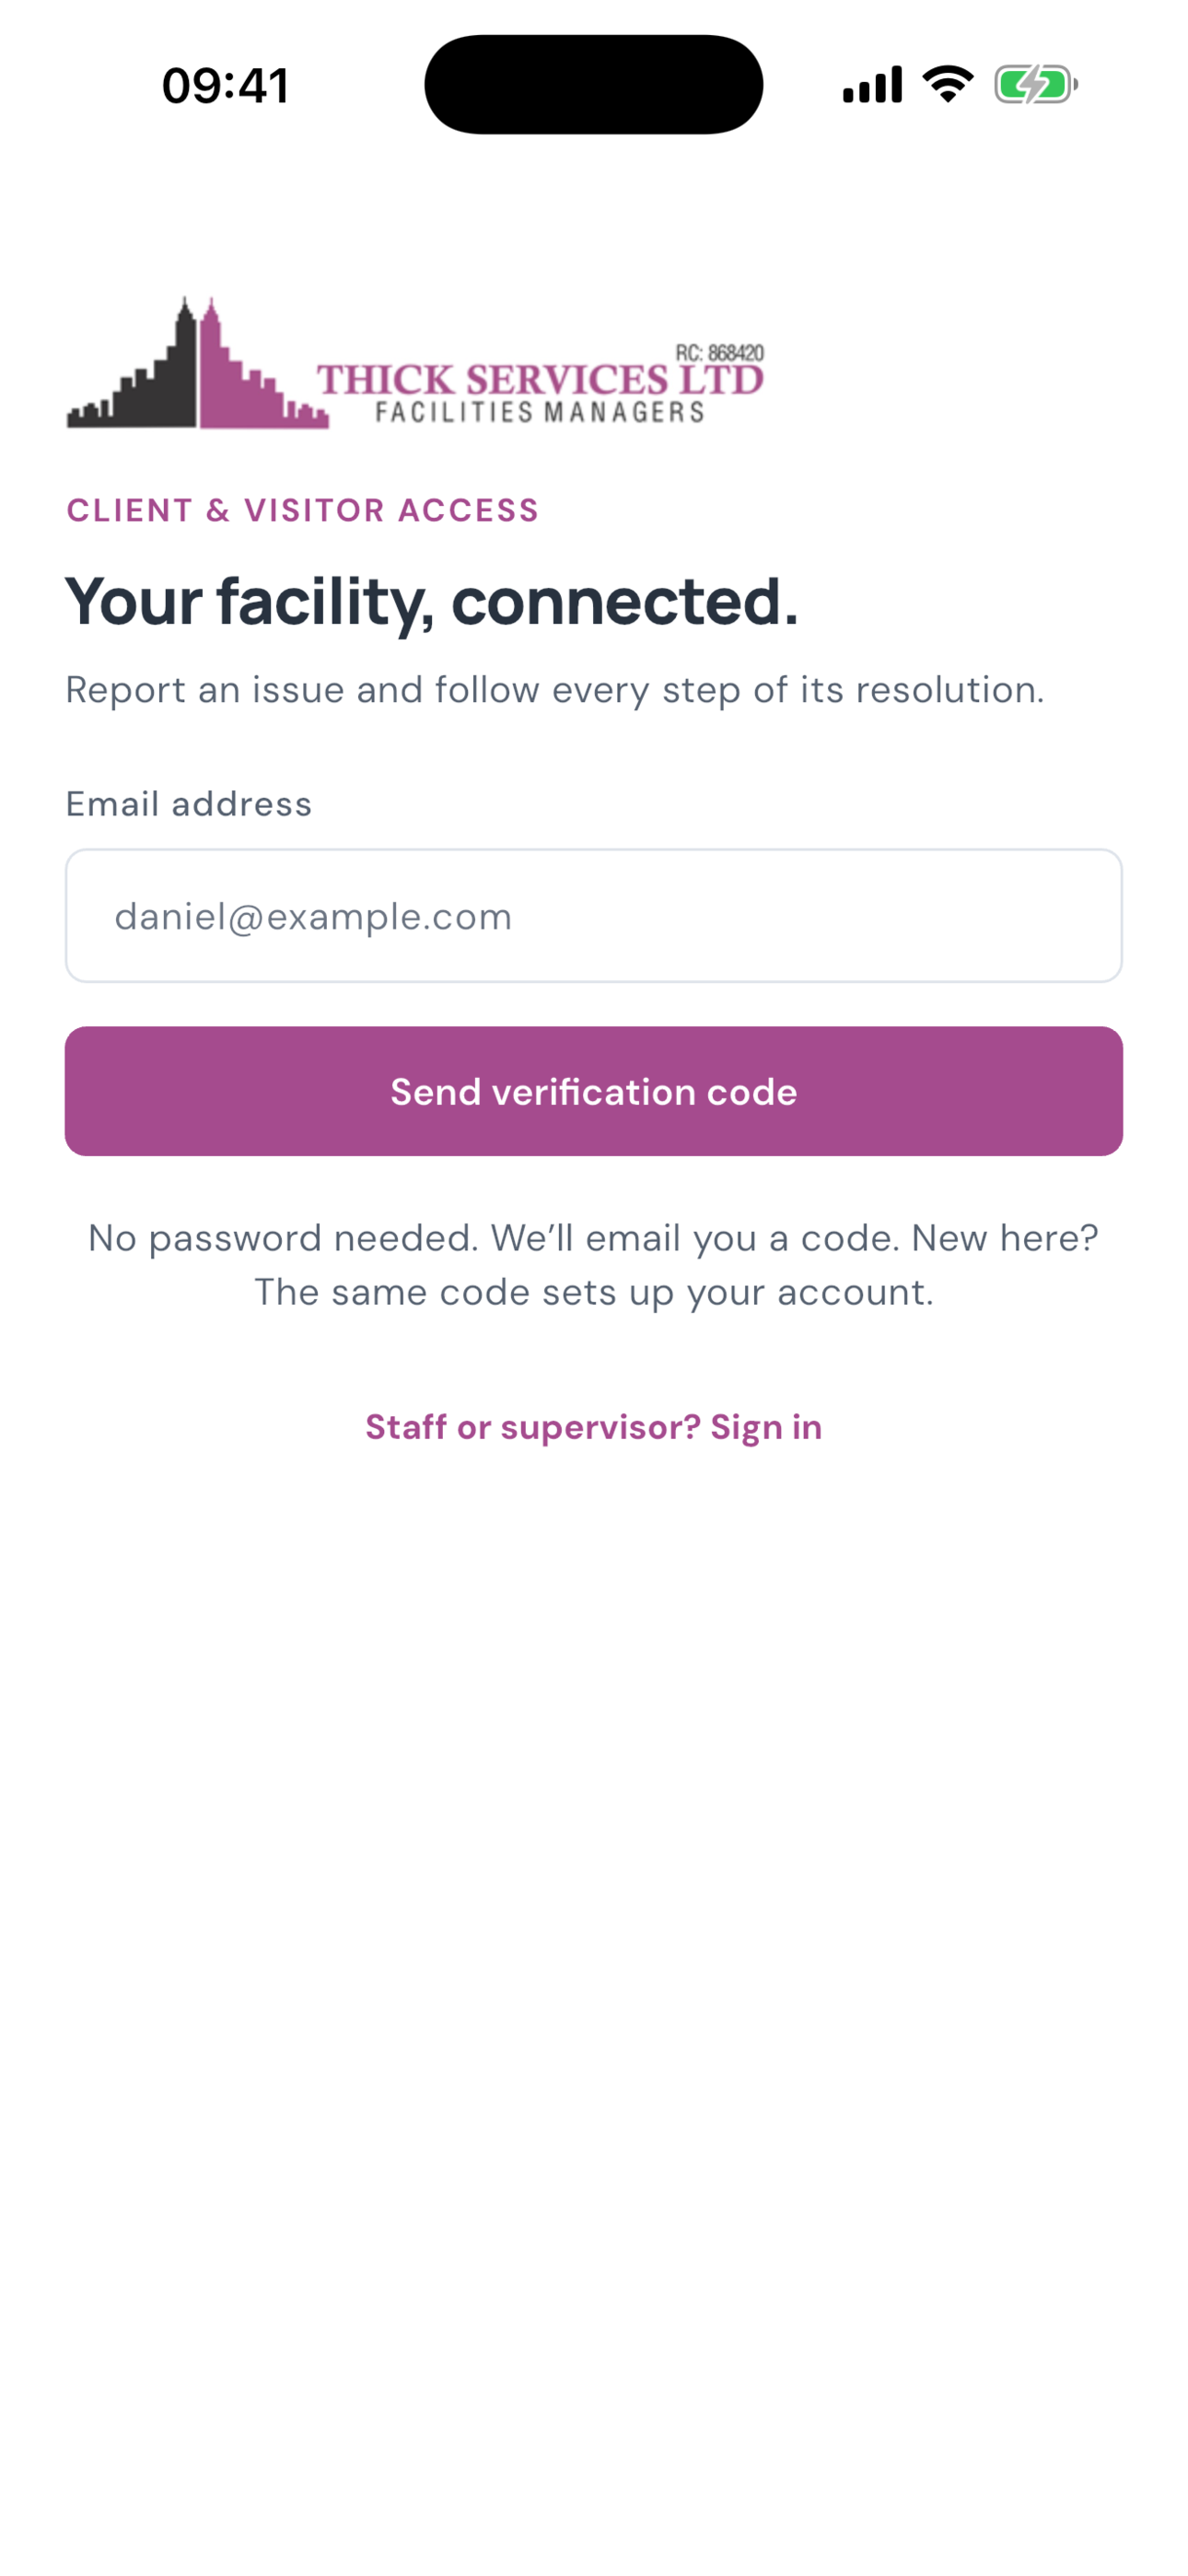 09:41
RC: 868420
THICK SERVICES LTD
FACILITIES MANAGERS
CLIENT & VISITOR ACCESS
Your facility, connected.
Report an issue and follow every step of its resolution.
Email address
daniel@example.com
Send verification code
No password needed. We’ll email you a code. New here?
The same code sets up your account.
Staff or supervisor? Sign in